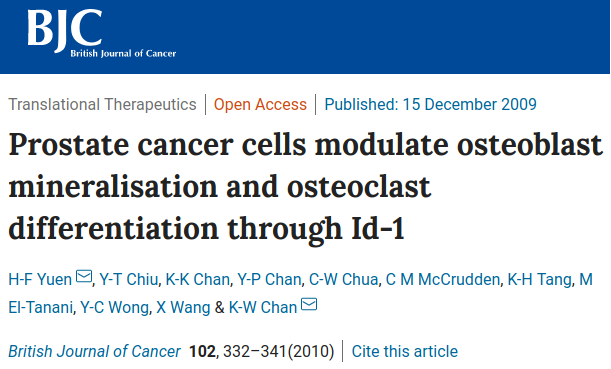 BJC
British Journal of Cancer
Translational Therapeutics | Open Access | Published: 15 December 2009
Prostate cancer cells modulate osteoblast
mineralisation and osteoclast
differentiation through Id-1
H-F Yuen, Y-T Chiu, K-K Chan, Y-P Chan, C-W Chua, C M McCrudden, K-H Tang, M
El-Tanani, Y-C Wong, X Wang & K-W Chan
British Journal of Cancer 102, 332–341(2010) | Cite this article